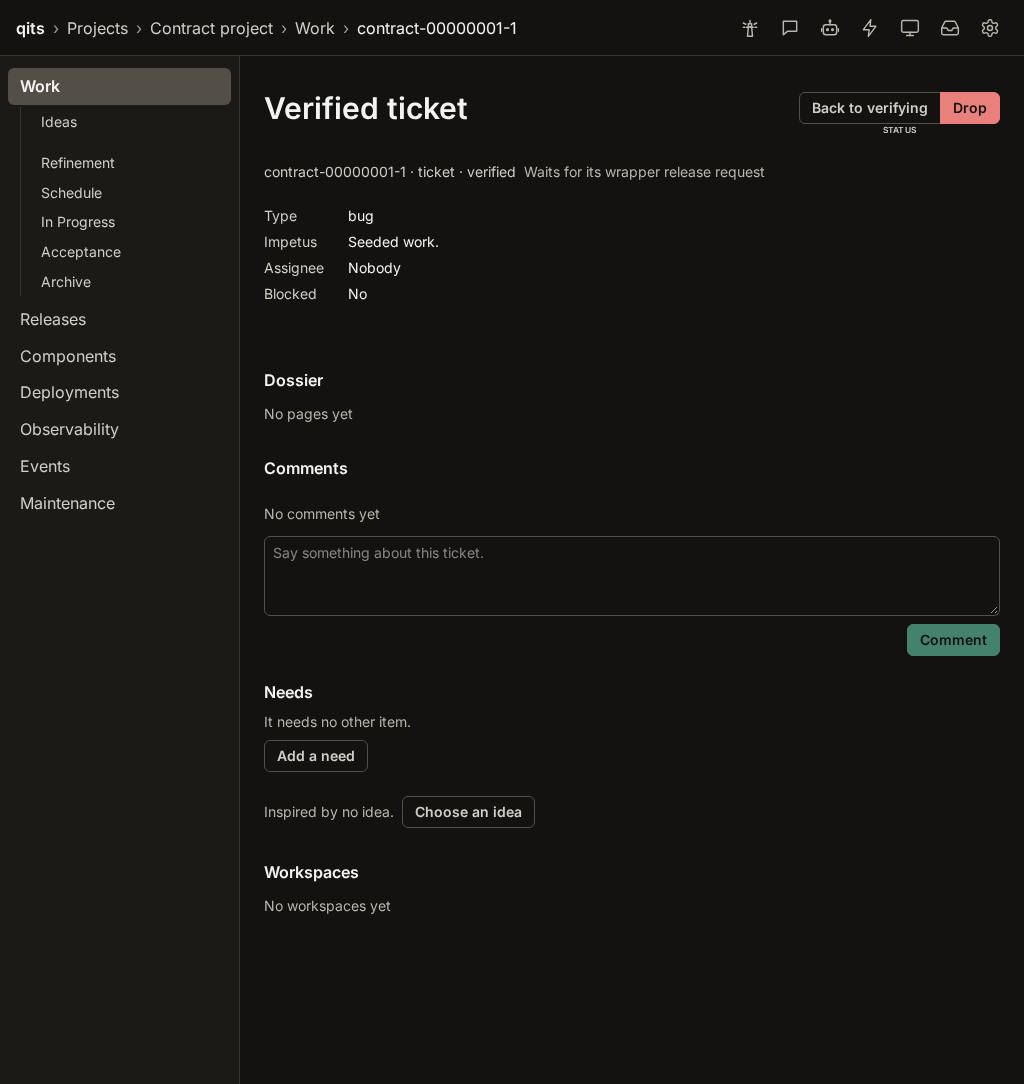 qits › Projects › Contract project › Work › contract-00000001-1
Work
Ideas
Refinement
Schedule
In Progress
Acceptance
Archive
Releases
Components
Deployments
Observability
Events
Maintenance
Verified ticket
Back to verifying Drop
STATUS
contract-00000001-1 · ticket · verified Waits for its wrapper release request
Type bug
Impetus Seeded work.
Assignee Nobody
Blocked No
Dossier
No pages yet
Comments
No comments yet
Say something about this ticket.
Comment
Needs
It needs no other item.
Add a need
Inspired by no idea. Choose an idea
Workspaces
No workspaces yet